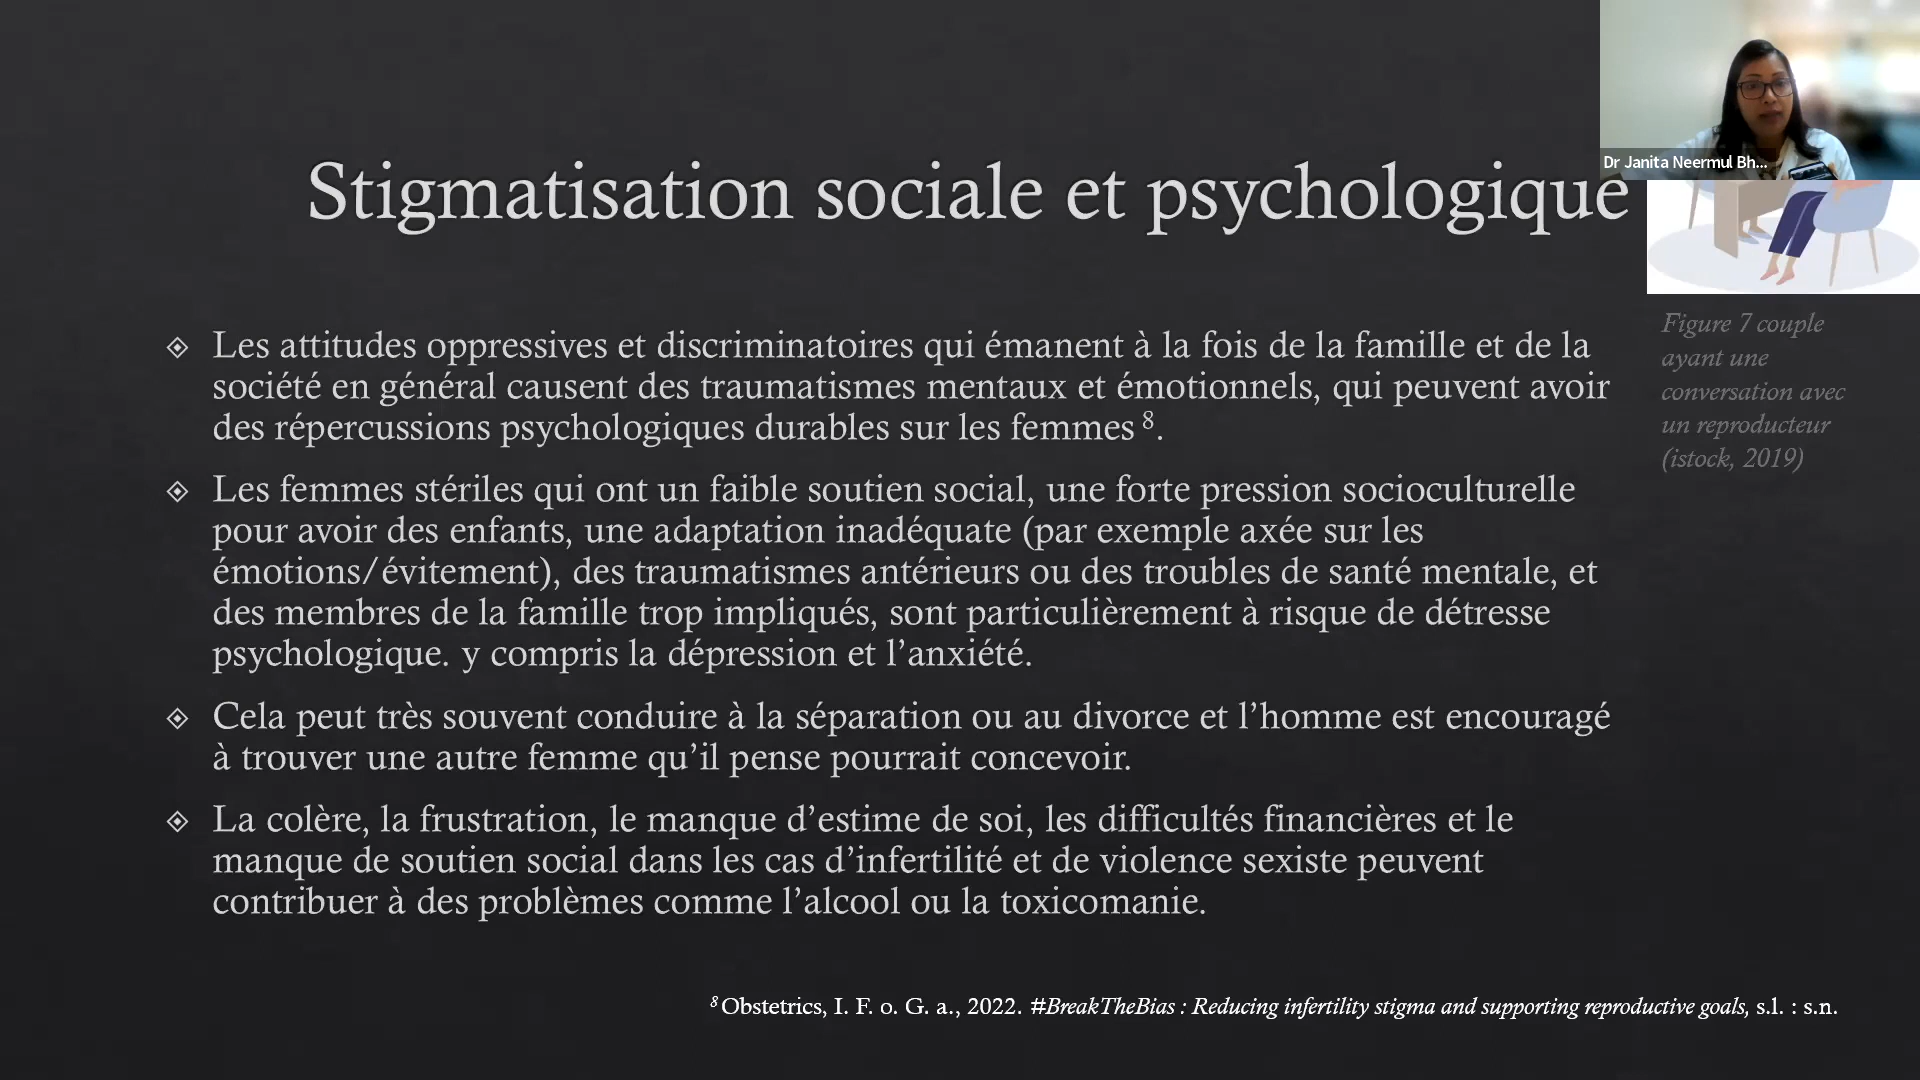 Dr Janita Neermul Bh...
Stigmatisation sociale et psychologique
Les attitudes oppressives et discriminatoires qui émanent à la fois de la famille et de la
société en général causent des traumatismes mentaux et émotionnels, qui peuvent avoir
des répercussions psychologiques durables sur les femmes 8.
Les femmes stériles qui ont un faible soutien social, une forte pression socioculturelle
pour avoir des enfants, une adaptation inadéquate (par exemple axée sur les
émotions/évitement), des traumatismes antérieurs ou des troubles de santé mentale, et
des membres de la famille trop impliqués, sont particulièrement à risque de détresse
psychologique. y compris la dépression et l’anxiété.
Cela peut très souvent conduire à la séparation ou au divorce et l’homme est encouragé
à trouver une autre femme qu’il pense pourrait concevoir.
La colère, la frustration, le manque d’estime de soi, les difficultés financières et le
manque de soutien social dans les cas d’infertilité et de violence sexiste peuvent
contribuer à des problèmes comme l’alcool ou la toxicomanie.
Figure 7 couple
ayant une
conversation avec
un reproducteur
(istock, 2019)
8 Obstetrics, I. F. o. G. a., 2022. #BreakTheBias : Reducing infertility stigma and supporting reproductive goals, s.l. : s.n.